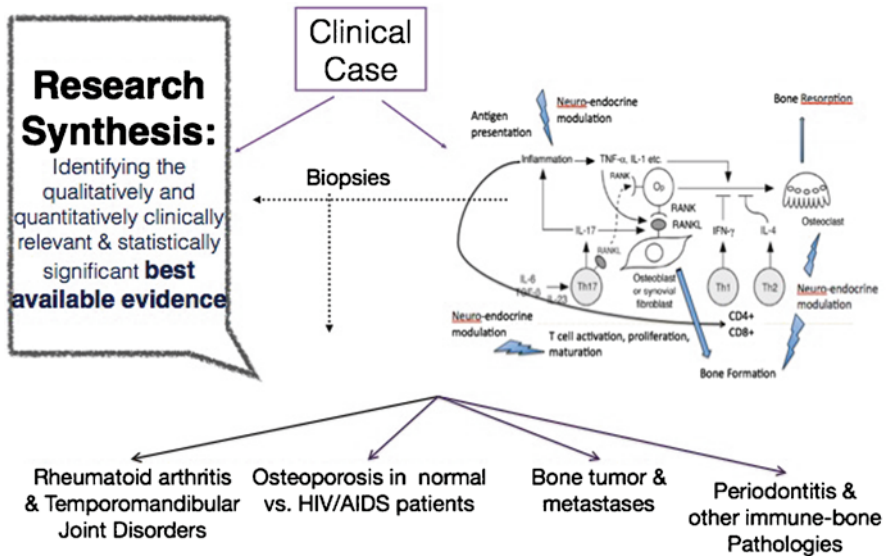 Clinical
Case
Research
Synthesis:
Identifying the
qualitatively and
quantitatively clinically
relevant & statistically
significant best
available evidence
Biopsies
Antigen
presentation
Neuro-endocrine
modulation
Bone Resorption
Inflammation
TNF-α, IL-1 etc.
RANK
Op
RANK
RANKL
IL-17
RANKL
IFN-γ
IL-4
Osteoclast
IL-6
TGF-β
IL-23
Th17
Osteoblast
or synovial
fibroblast
Th1
Th2
Neuro-endocrine
modulation
CD4+
CD8+
Neuro-endocrine
modulation
T cell activation, proliferation,
maturation
Bone Formation
Rheumatoid arthritis
& Temporomandibular
Joint Disorders
Osteoporosis in normal
vs. HIV/AIDS patients
Bone tumor &
metastases
Periodontitis &
other immune-bone
Pathologies